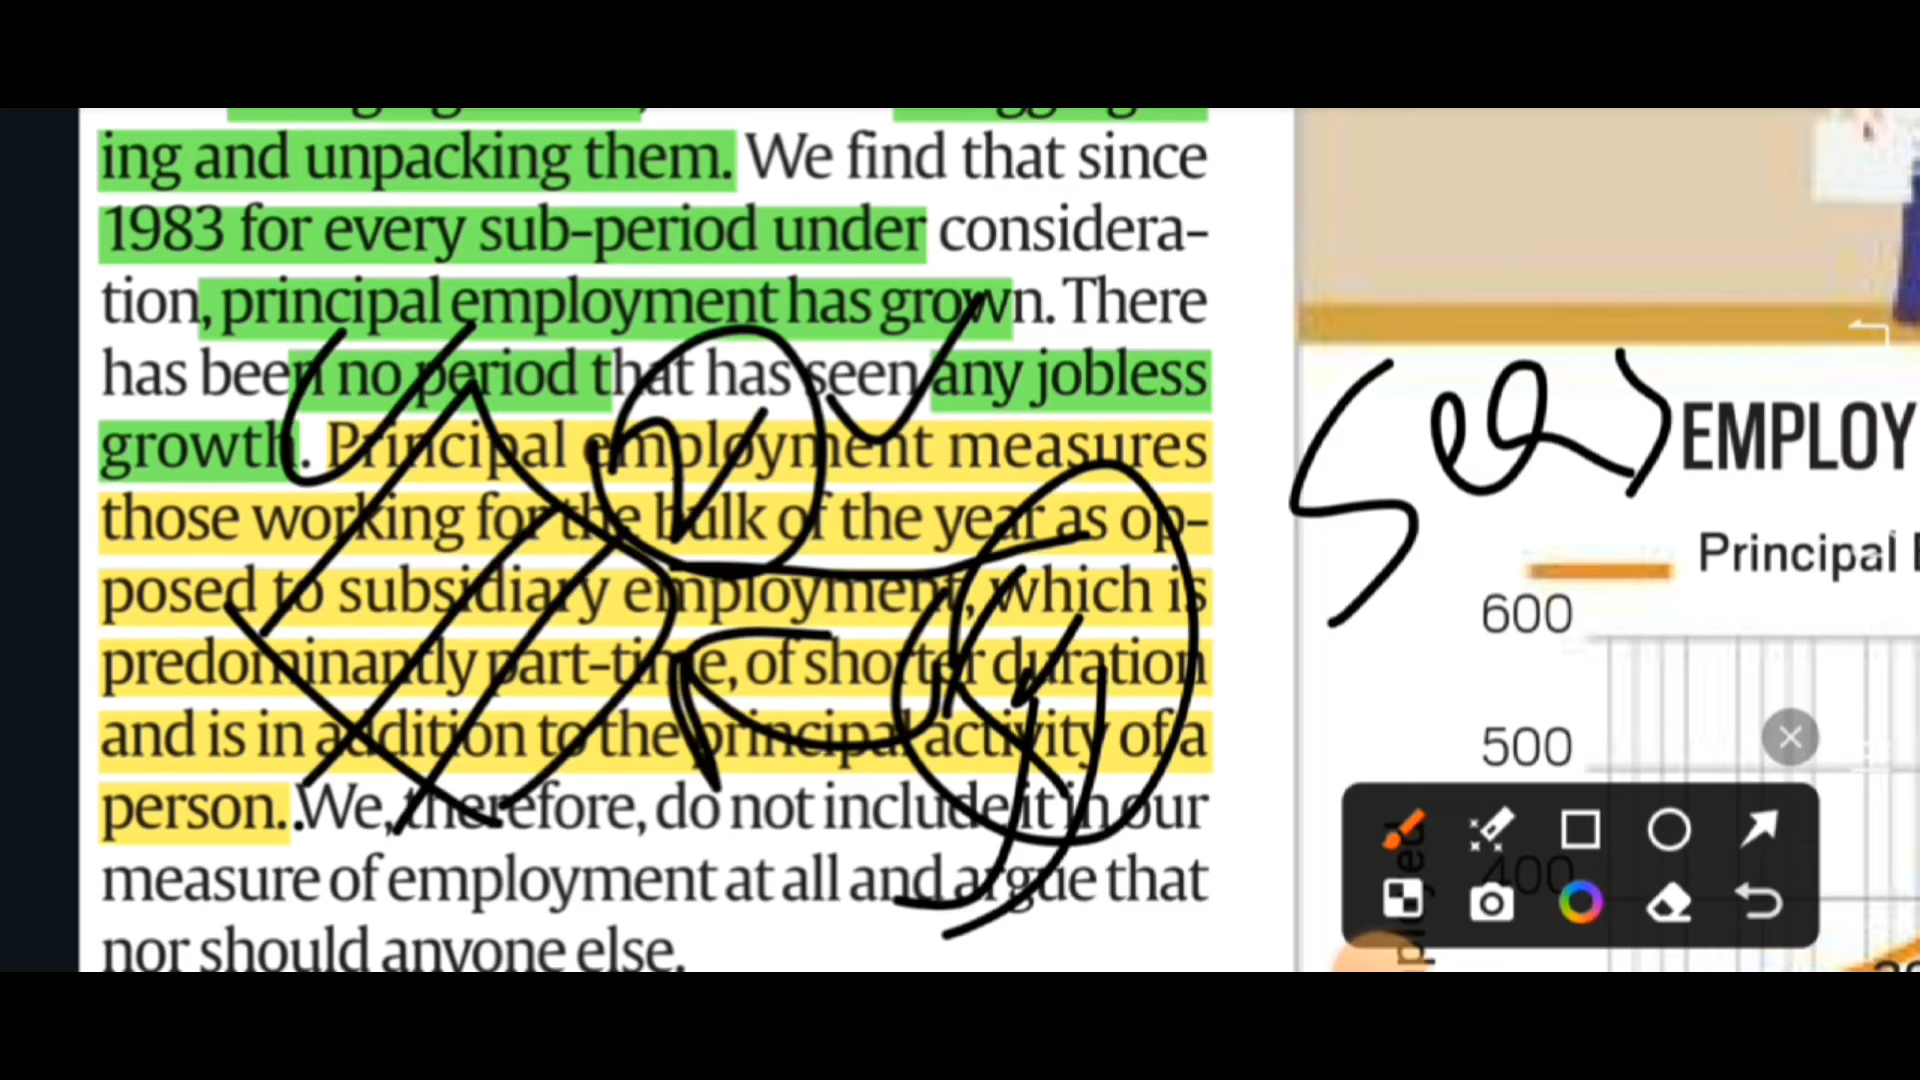 ing and unpacking them. We find that since
1983 for every sub-period under considera-
tion, principal employment has grown. There
has been no period that has seen any jobless
growth. Principal employment measures
those working for the bulk of the year as op-
posed to subsidiary employment, which is
predominantly part-time, of shorter duration
and is in addition to the principal activity of a
person. We, therefore, do not include it in our
measure of employment at all and argue that
nor should anyone else.
EMPLOY
Principal E
600
500
400